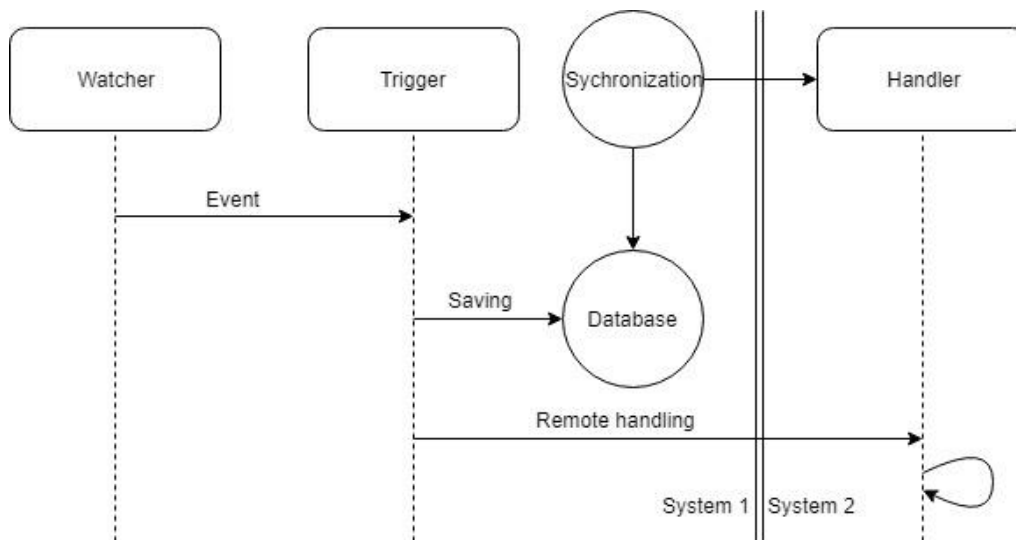 Watcher
Trigger
Sychronization
Handler
Event
Saving
Database
Remote handling
System 1
System 2